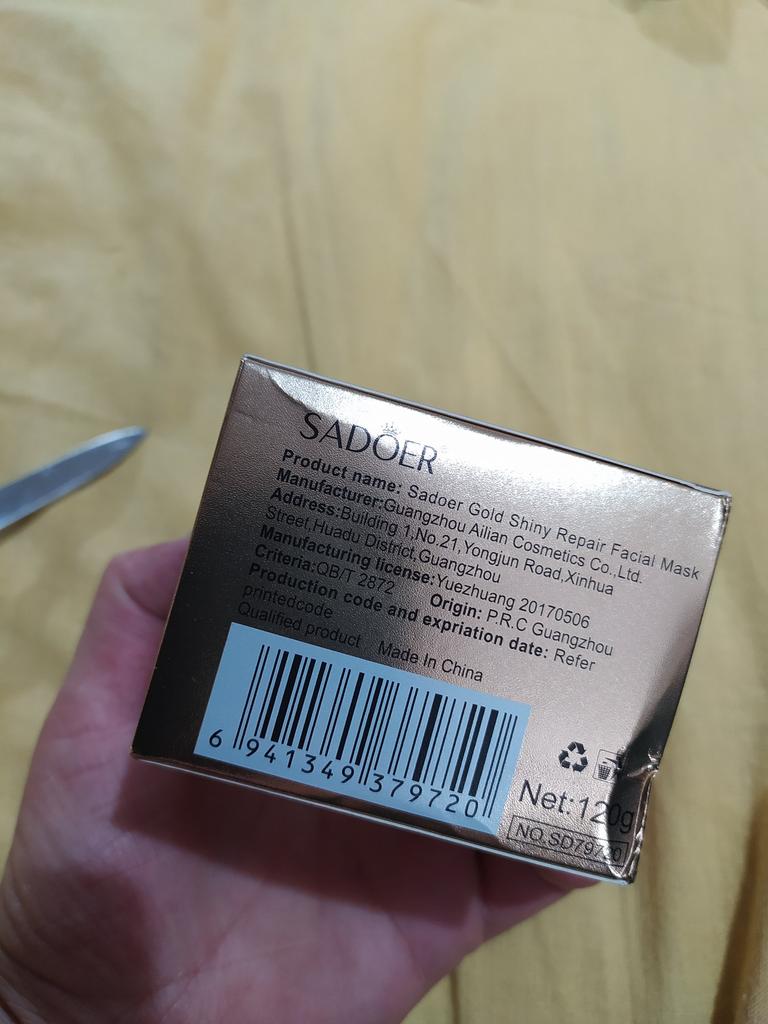 SADOER
Product name: Sadoer Gold Shiny Repair Facial Mask
Manufacturer:Guangzhou Ailian Cosmetics Co.,Ltd.
Address:Building 1,No.21,Yongjun Road,Xinhua
Street,Huadu District,Guangzhou
Manufacturing license:Yuezhuang 20170506
Criteria:QB/T 2872 Origin: P.R.C Guangzhou
Production code and expriation date: Refer
printedcode
Qualified product Made In China
6 941349 379720
Net:120g
NO.SD79720